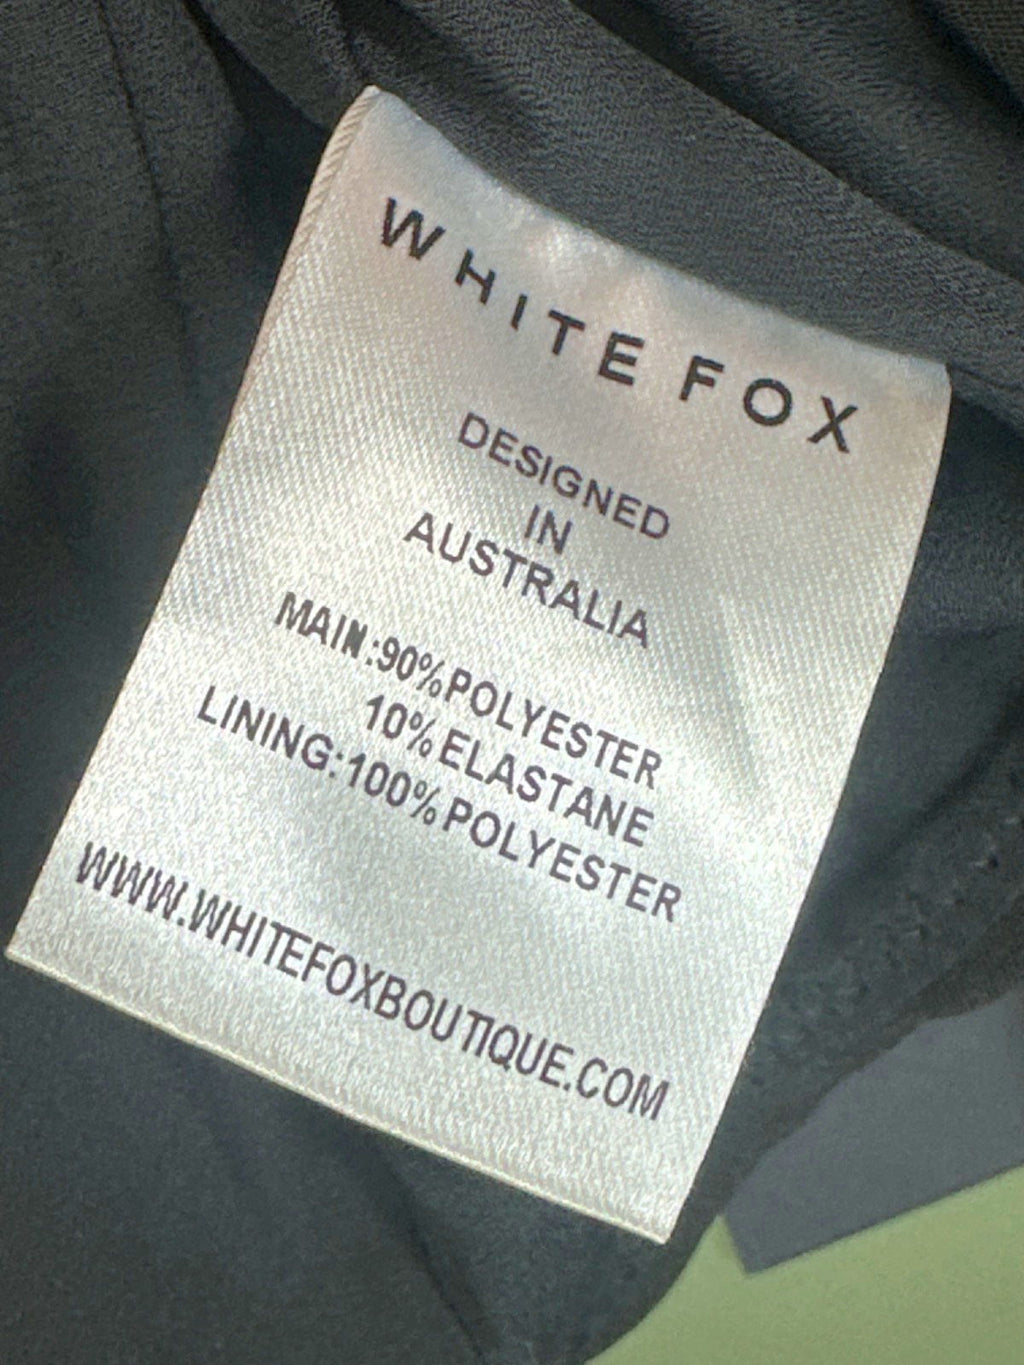 WHITE FOX
DESIGNED
IN
AUSTRALIA
MAIN:90%POLYESTER
10%ELASTANE
LINING:100%POLYESTER
WWW.WHITEFOXBOUTIQUE.COM